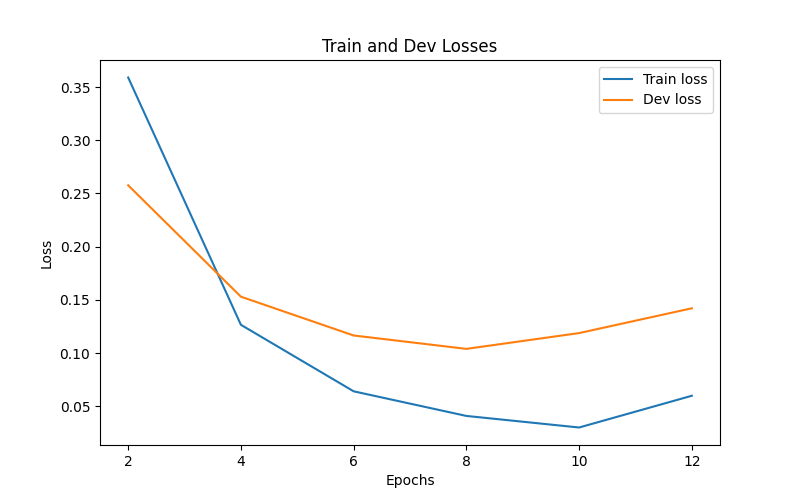 Train and Dev Losses
Train loss
Dev loss
Loss
0.35
0.30
0.25
0.20
0.15
0.10
0.05
2 4 6 8 10 12
Epochs